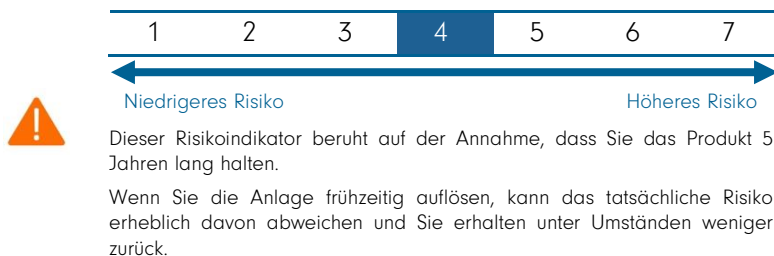 1 2 3 4 5 6 7
Niedrigeres Risiko Höheres Risiko
Dieser Risikoindikator beruht auf der Annahme, dass Sie das Produkt 5
Jahren lang halten.
Wenn Sie die Anlage frühzeitig auflösen, kann das tatsächliche Risiko
erheblich davon abweichen und Sie erhalten unter Umständen weniger
zurück.